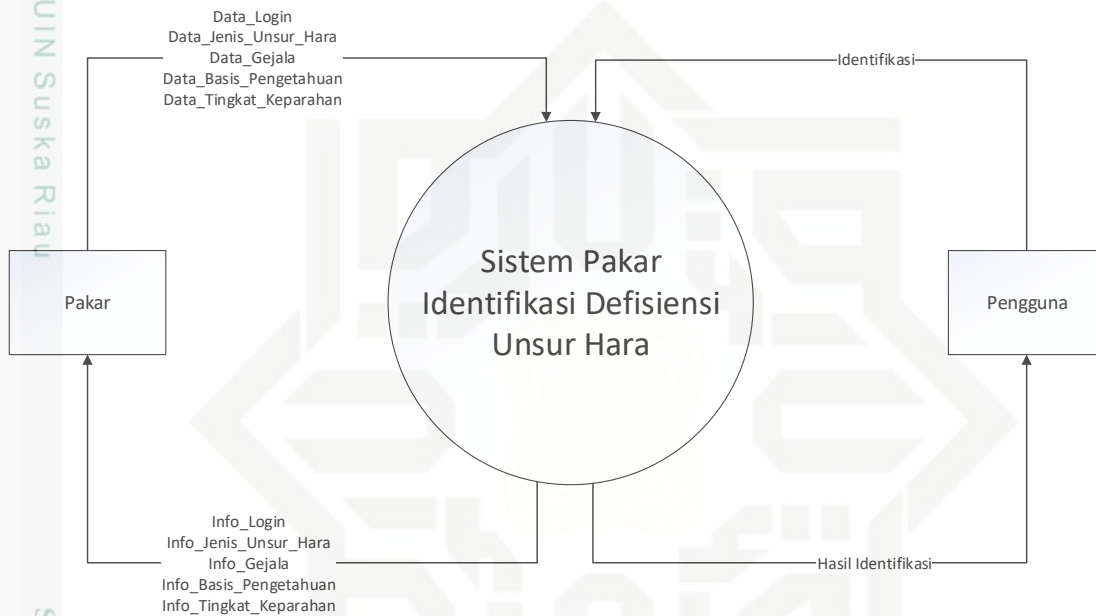 UIN Suska Riau
Data_Login
Data_Jenis_Unsur_Hara
Data_Gejala
Data_Basis_Pengetahuan
Data_Tingkat_Keparahan
Identifikasi
Pakar
Sistem Pakar
Identifikasi Defisiensi
Unsur Hara
Pengguna
Info_Login
Info_Jenis_Unsur_Hara
Info_Gejala
Info_Basis_Pengetahuan
Info_Tingkat_Keparahan
Hasil Identifikasi